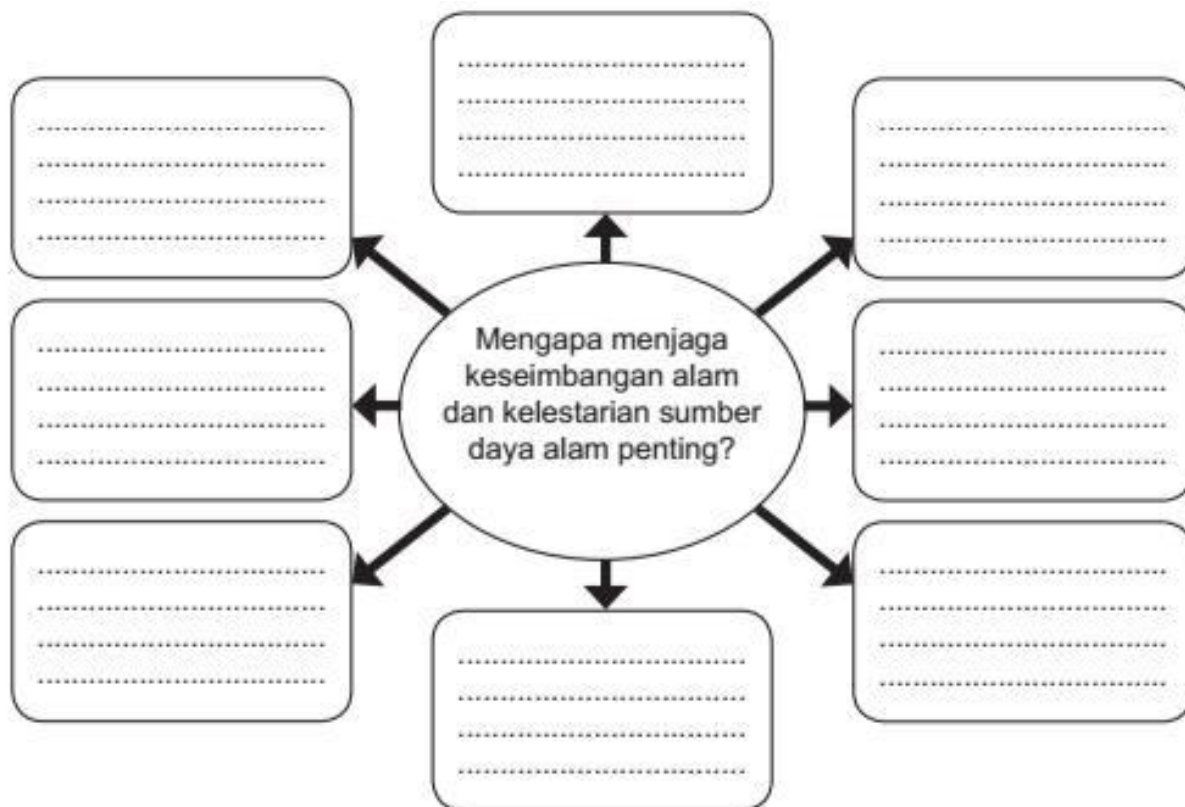 Mengapa menjaga
keseimbangan alam
dan kelestarian sumber
daya alam penting?